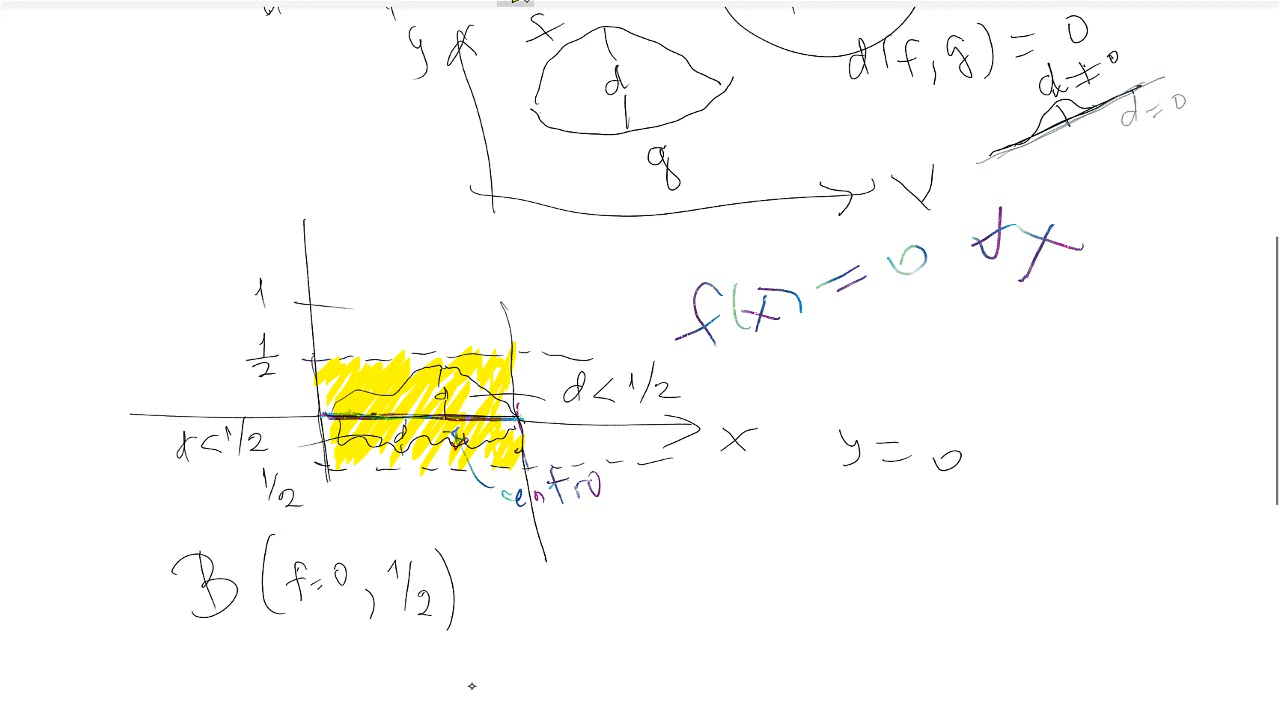 y f d(f,g) = 0
d d≠0
d=0
g
V
f(x) = 0 ∀x
1
1/2
d d < 1/2
d < 1/2 d x y = 0
1/2 centro
B(f=0, 1/2)